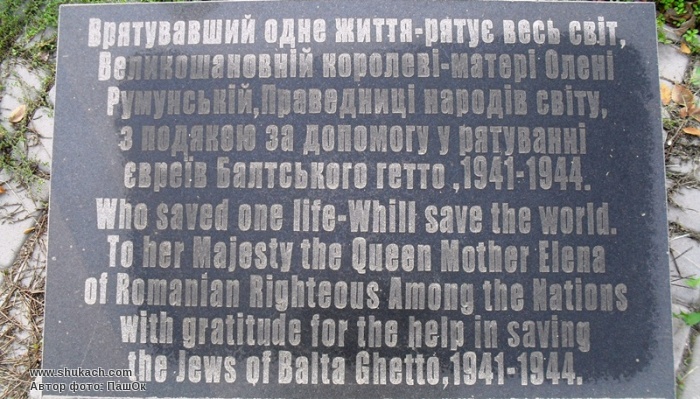 Врятувавший одне життя-рятує весь світ,
Великошановній королеві-матері Олені
Румунській,Праведниці народів світу,
з подякою за допомогу у рятуванні
євреїв Балтського гетто ,1941-1944.
Who saved one life-Whill save the world.
To her Majesty the Queen Mother Elena
of Romanian Righteous Among the Nations
with gratitude for the help in saving
the Jews of Balta Ghetto,1941-1944.
www.shukach.com
Автор фото: ПАшОк